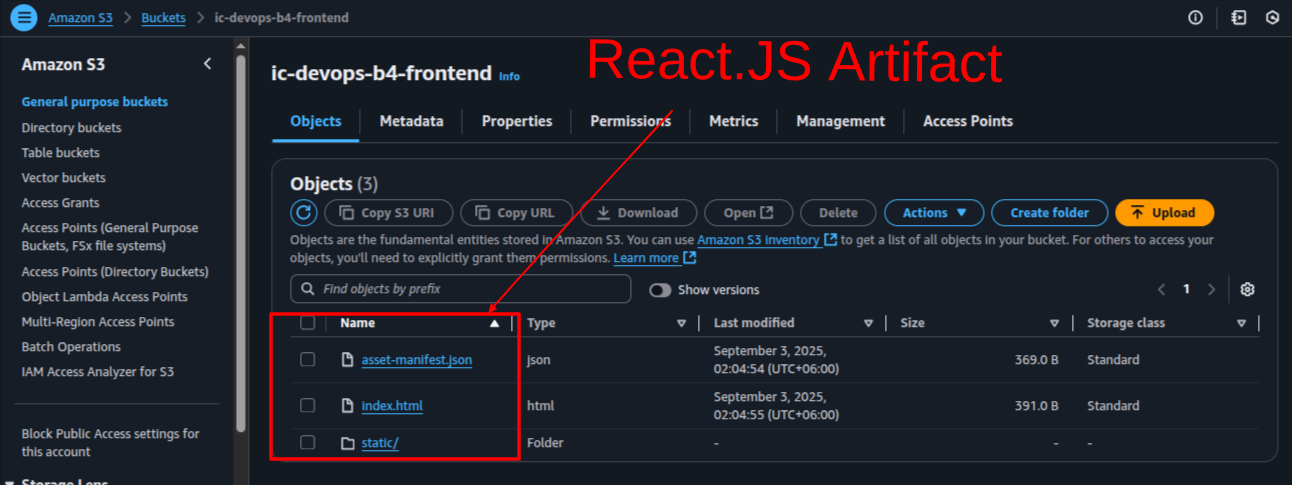 Amazon S3 > Buckets > ic-devops-b4-frontend
Amazon S3
General purpose buckets
Directory buckets
Table buckets
Vector buckets
Access Grants
Access Points (General Purpose
Buckets, FSx file systems)
Access Points (Directory Buckets)
Object Lambda Access Points
Multi-Region Access Points
Batch Operations
IAM Access Analyzer for S3
Block Public Access settings for
this account
Storage Lens
React.JS Artifact
ic-devops-b4-frontend Info
Objects Metadata Properties Permissions Metrics Management Access Points
Objects (3)
Copy S3 URI Copy URL Download Open Delete Actions Create folder Upload
Objects are the fundamental entities stored in Amazon S3. You can use Amazon S3 inventory to get a list of all objects in your bucket. For others to access your
objects, you'll need to explicitly grant them permissions. Learn more
Find objects by prefix Show versions 1
Name Type Last modified Size Storage class
asset-manifest.json json September 3, 2025, 02:04:54 (UTC+06:00) 369.0 B Standard
index.html html September 3, 2025, 02:04:55 (UTC+06:00) 391.0 B Standard
static/ Folder - - -